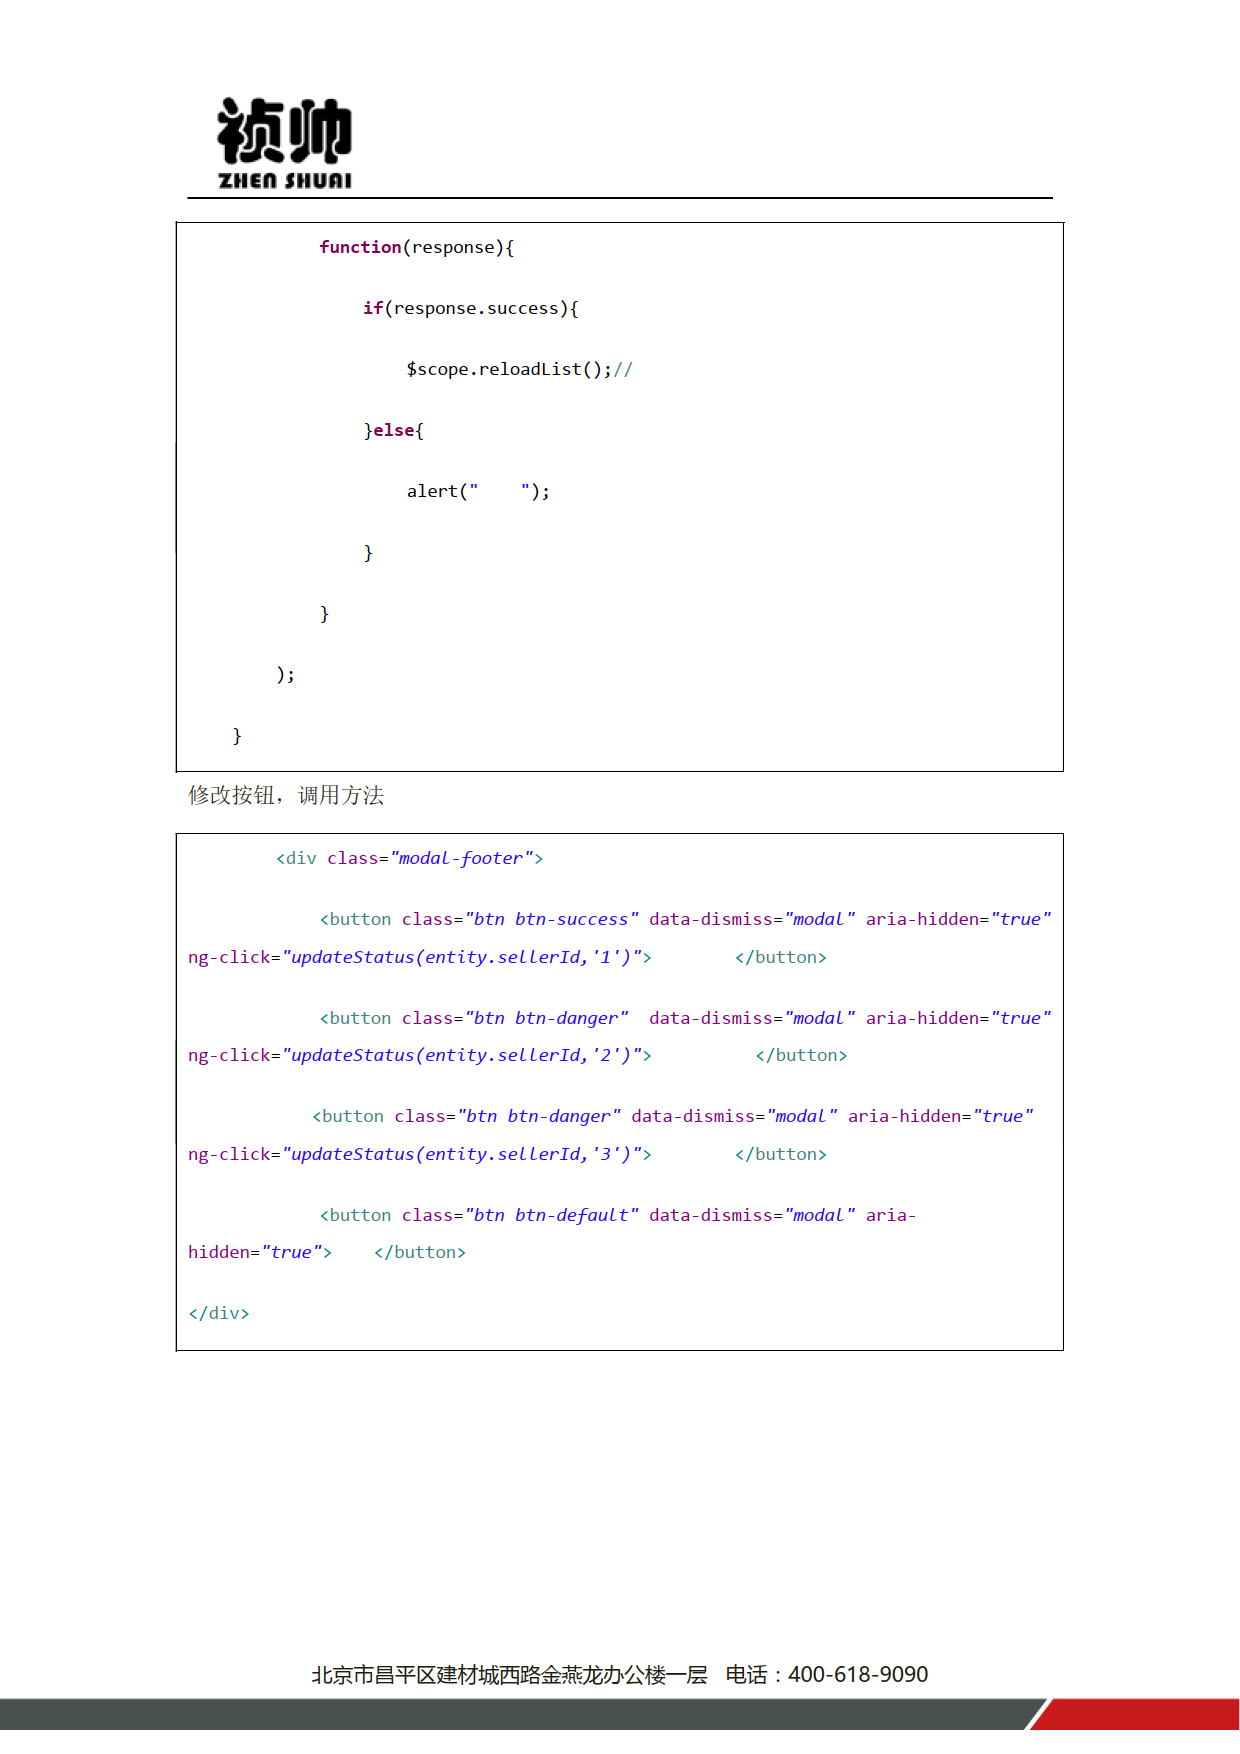 祯帅
ZHEN SHUAI
function(response){
if(response.success){
$scope.reloadList();//
}else{
alert("    ");
}
}
);
}
修改按钮，调用方法
<div class="modal-footer">
<button class="btn btn-success" data-dismiss="modal" aria-hidden="true"
ng-click="updateStatus(entity.sellerId,'1')">        </button>
<button class="btn btn-danger"  data-dismiss="modal" aria-hidden="true"
ng-click="updateStatus(entity.sellerId,'2')">          </button>
<button class="btn btn-danger" data-dismiss="modal" aria-hidden="true"
ng-click="updateStatus(entity.sellerId,'3')">        </button>
<button class="btn btn-default" data-dismiss="modal" aria-
hidden="true">    </button>
</div>
北京市昌平区建材城西路金燕龙办公楼一层   电话：400-618-9090